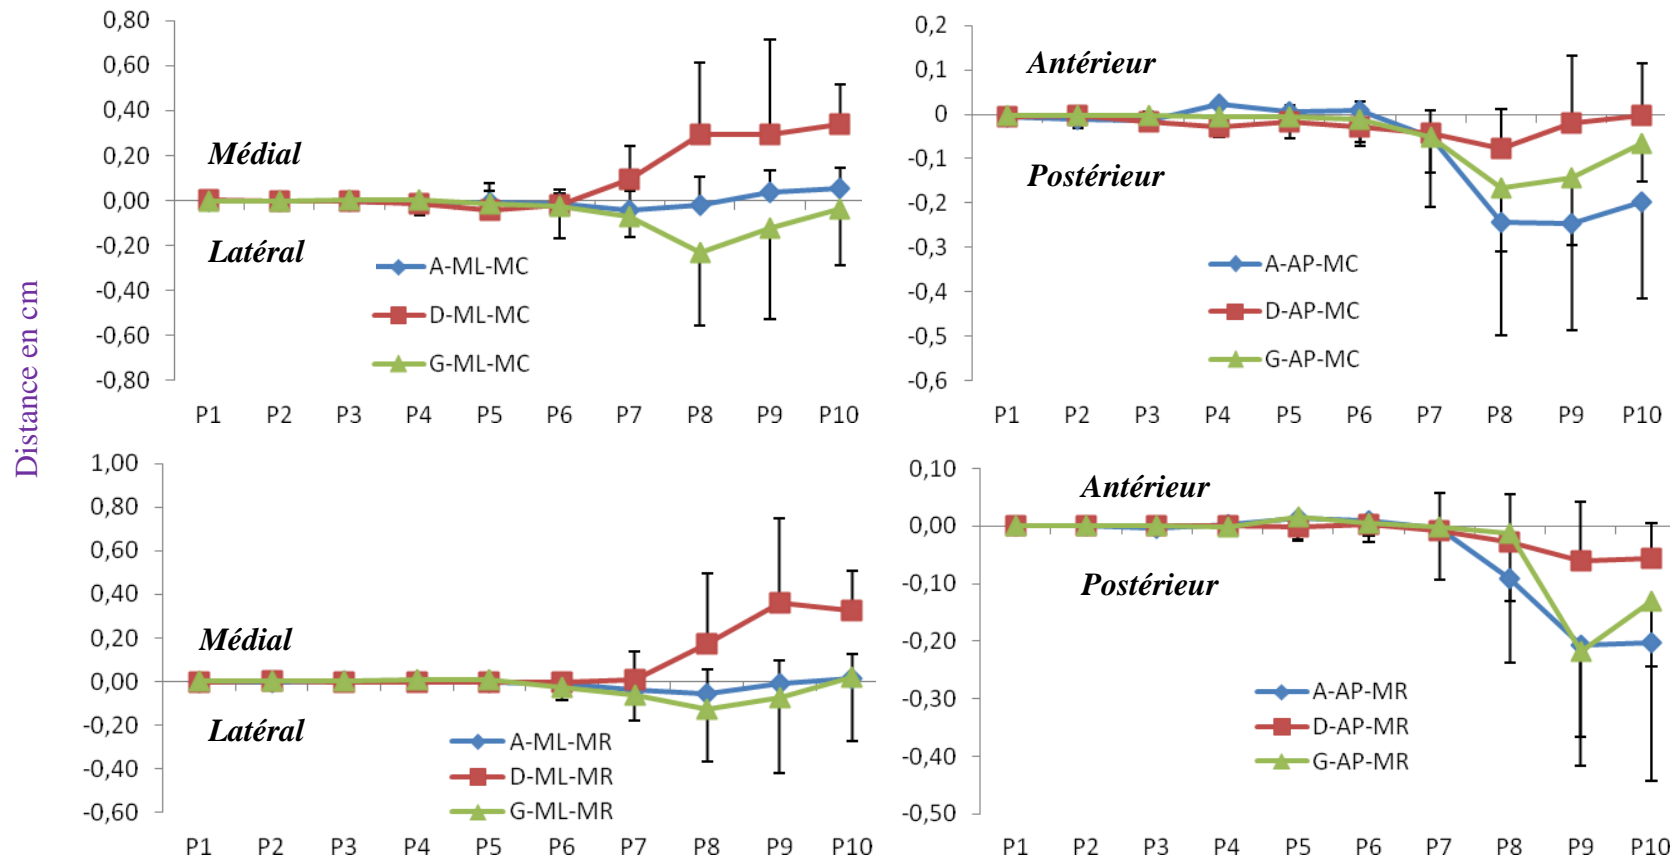 Distance en cm
0,80
0,60
0,40
0,20
0,00
-0,20
-0,40
-0,60
-0,80
Médial
Latéral
A-ML-MC
D-ML-MC
G-ML-MC
P1 P2 P3 P4 P5 P6 P7 P8 P9 P10
0,2
0,1
0
-0,1
-0,2
-0,3
-0,4
-0,5
-0,6
Antérieur
Postérieur
A-AP-MC
D-AP-MC
G-AP-MC
P1 P2 P3 P4 P5 P6 P7 P8 P9 P10
1,00
0,80
0,60
0,40
0,20
0,00
-0,20
-0,40
-0,60
Médial
Latéral
A-ML-MR
D-ML-MR
G-ML-MR
P1 P2 P3 P4 P5 P6 P7 P8 P9 P10
0,10
0,00
-0,10
-0,20
-0,30
-0,40
-0,50
Antérieur
Postérieur
A-AP-MR
D-AP-MR
G-AP-MR
P1 P2 P3 P4 P5 P6 P7 P8 P9 P10